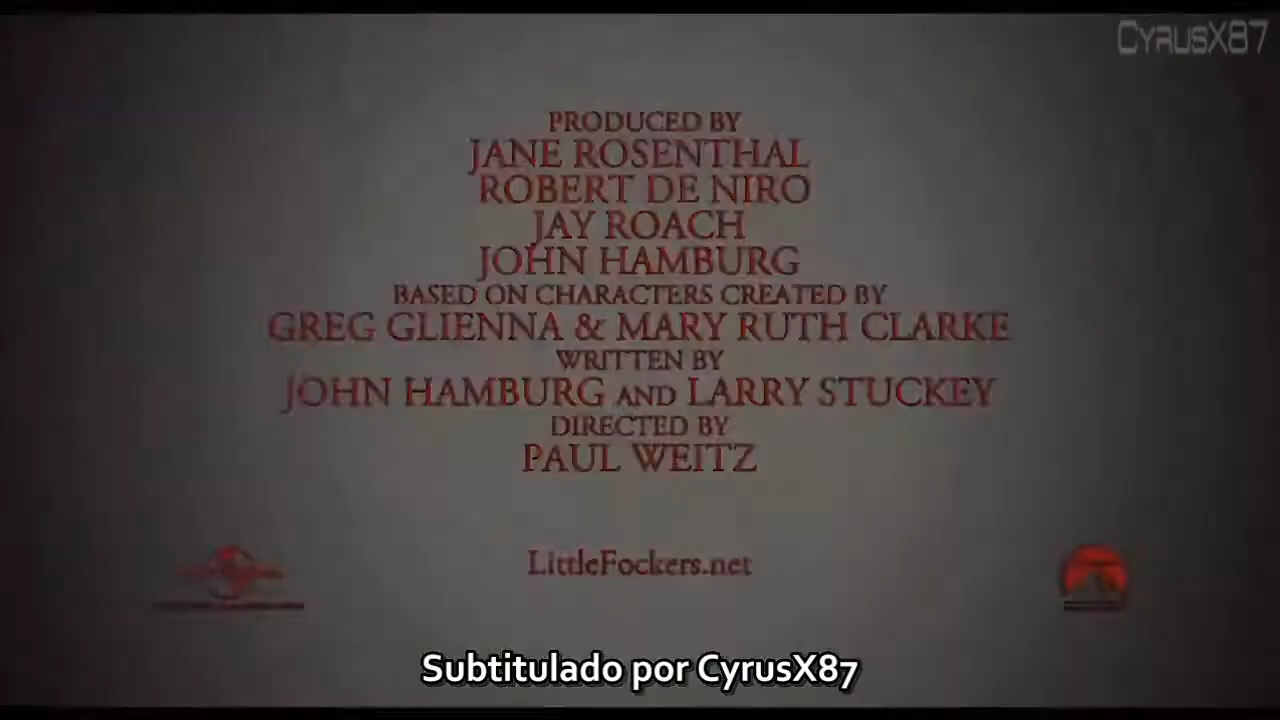 CyrusX87
PRODUCED BY
JANE ROSENTHAL
ROBERT DE NIRO
JAY ROACH
JOHN HAMBURG
BASED ON CHARACTERS CREATED BY
GREG GLIENNA & MARY RUTH CLARKE
WRITTEN BY
JOHN HAMBURG AND LARRY STUCKEY
DIRECTED BY
PAUL WEITZ
LittleFockers.net
Subtitulado por CyrusX87